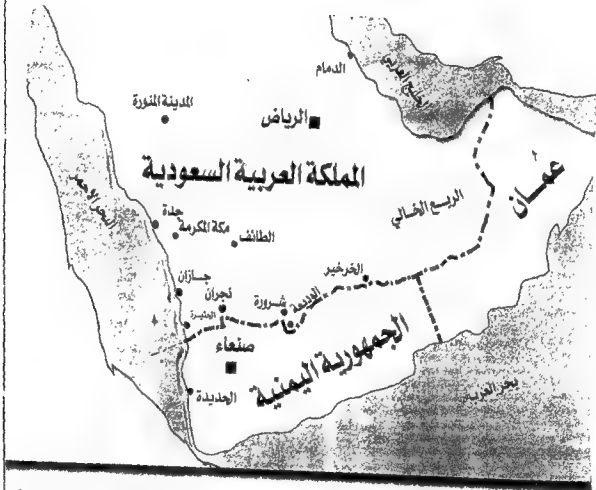 الدمام
الخليج العربي
المدينة المنورة
الرياض
المملكة العربية السعودية
عمان
البحر الأحمر
الربع الخالي
جدة
مكة المكرمة
الطائف
الخرخير
جازان
نجران
شرورة
الوديعة
صنعاء
الجمهورية اليمنية
الحديدة
بحر العرب